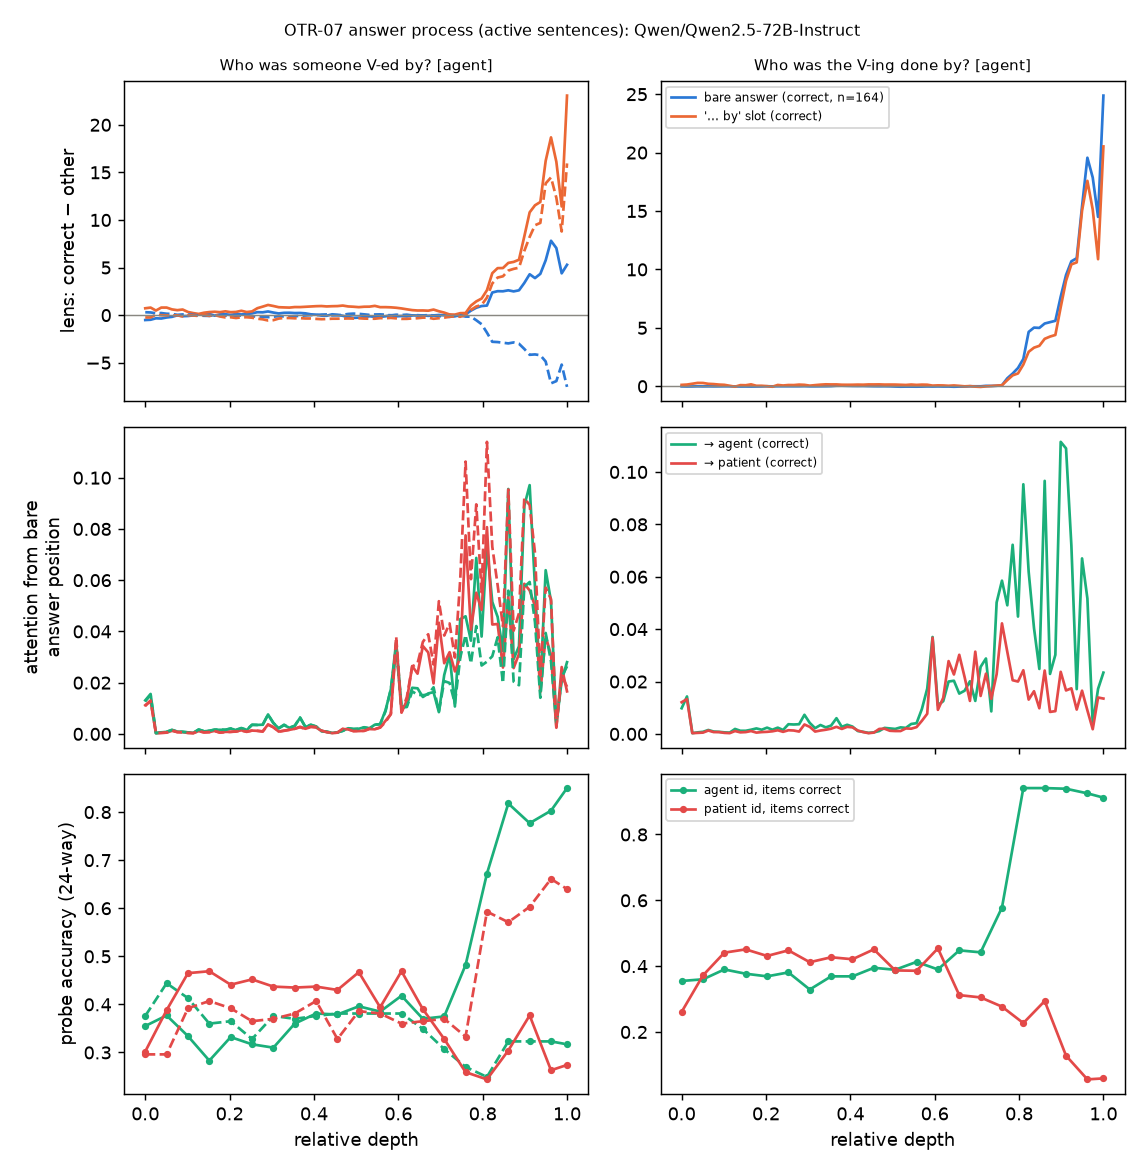 OTR-07 answer process (active sentences): Qwen/Qwen2.5-72B-Instruct
Who was someone V-ed by? [agent]
Who was the V-ing done by? [agent]
lens: correct − other
20
15
10
5
0
−5
25
20
15
10
5
0
bare answer (correct, n=164)
'... by' slot (correct)
attention from bare
answer position
0.10
0.08
0.06
0.04
0.02
0.00
0.10
0.08
0.06
0.04
0.02
0.00
→ agent (correct)
→ patient (correct)
probe accuracy (24-way)
0.8
0.7
0.6
0.5
0.4
0.3
0.8
0.6
0.4
0.2
agent id, items correct
patient id, items correct
0.0 0.2 0.4 0.6 0.8 1.0
0.0 0.2 0.4 0.6 0.8 1.0
relative depth
relative depth